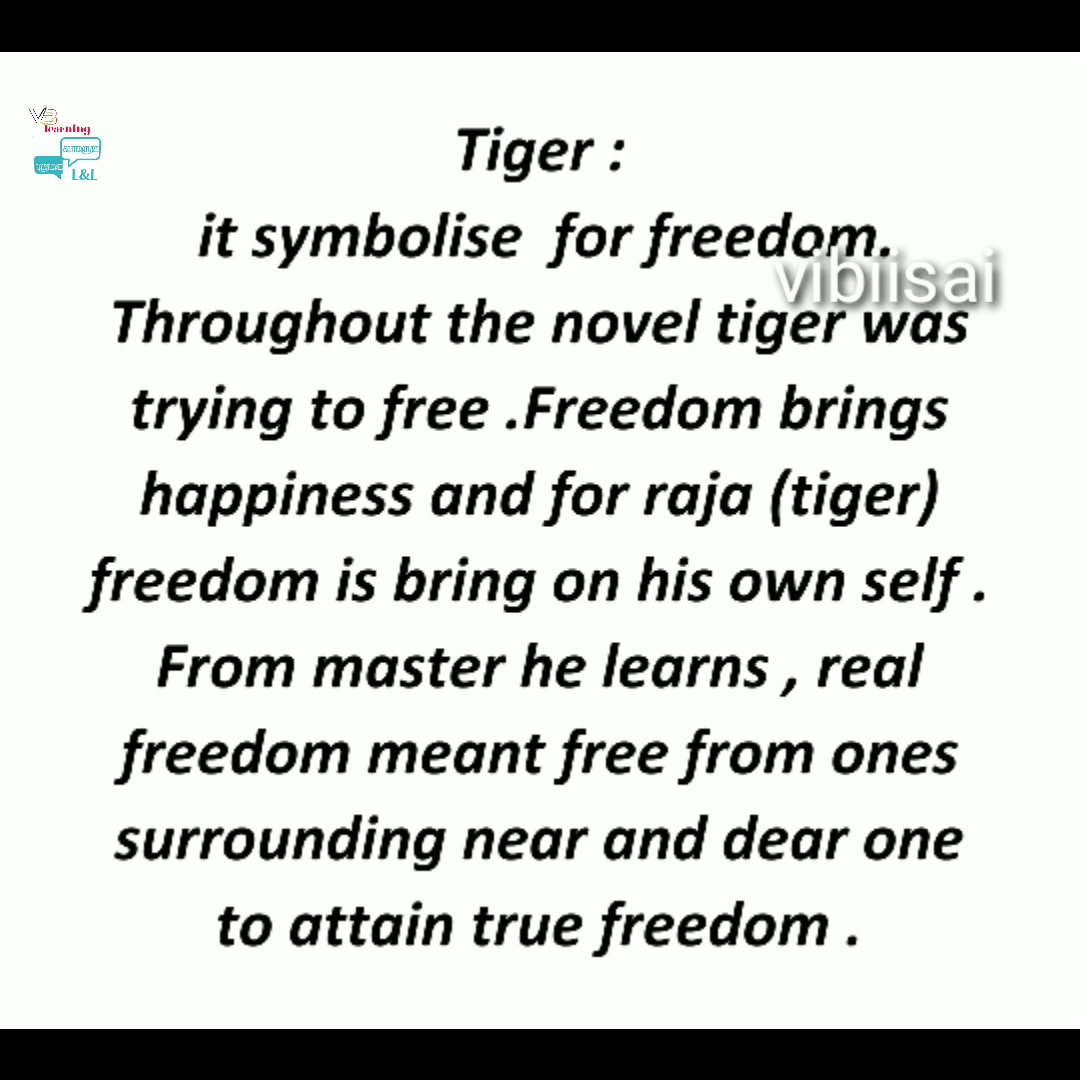 VB
learning
L&L
Tiger :
it symbolise for freedom.
vibiisai
Throughout the novel tiger was
trying to free .Freedom brings
happiness and for raja (tiger)
freedom is bring on his own self .
From master he learns , real
freedom meant free from ones
surrounding near and dear one
to attain true freedom .